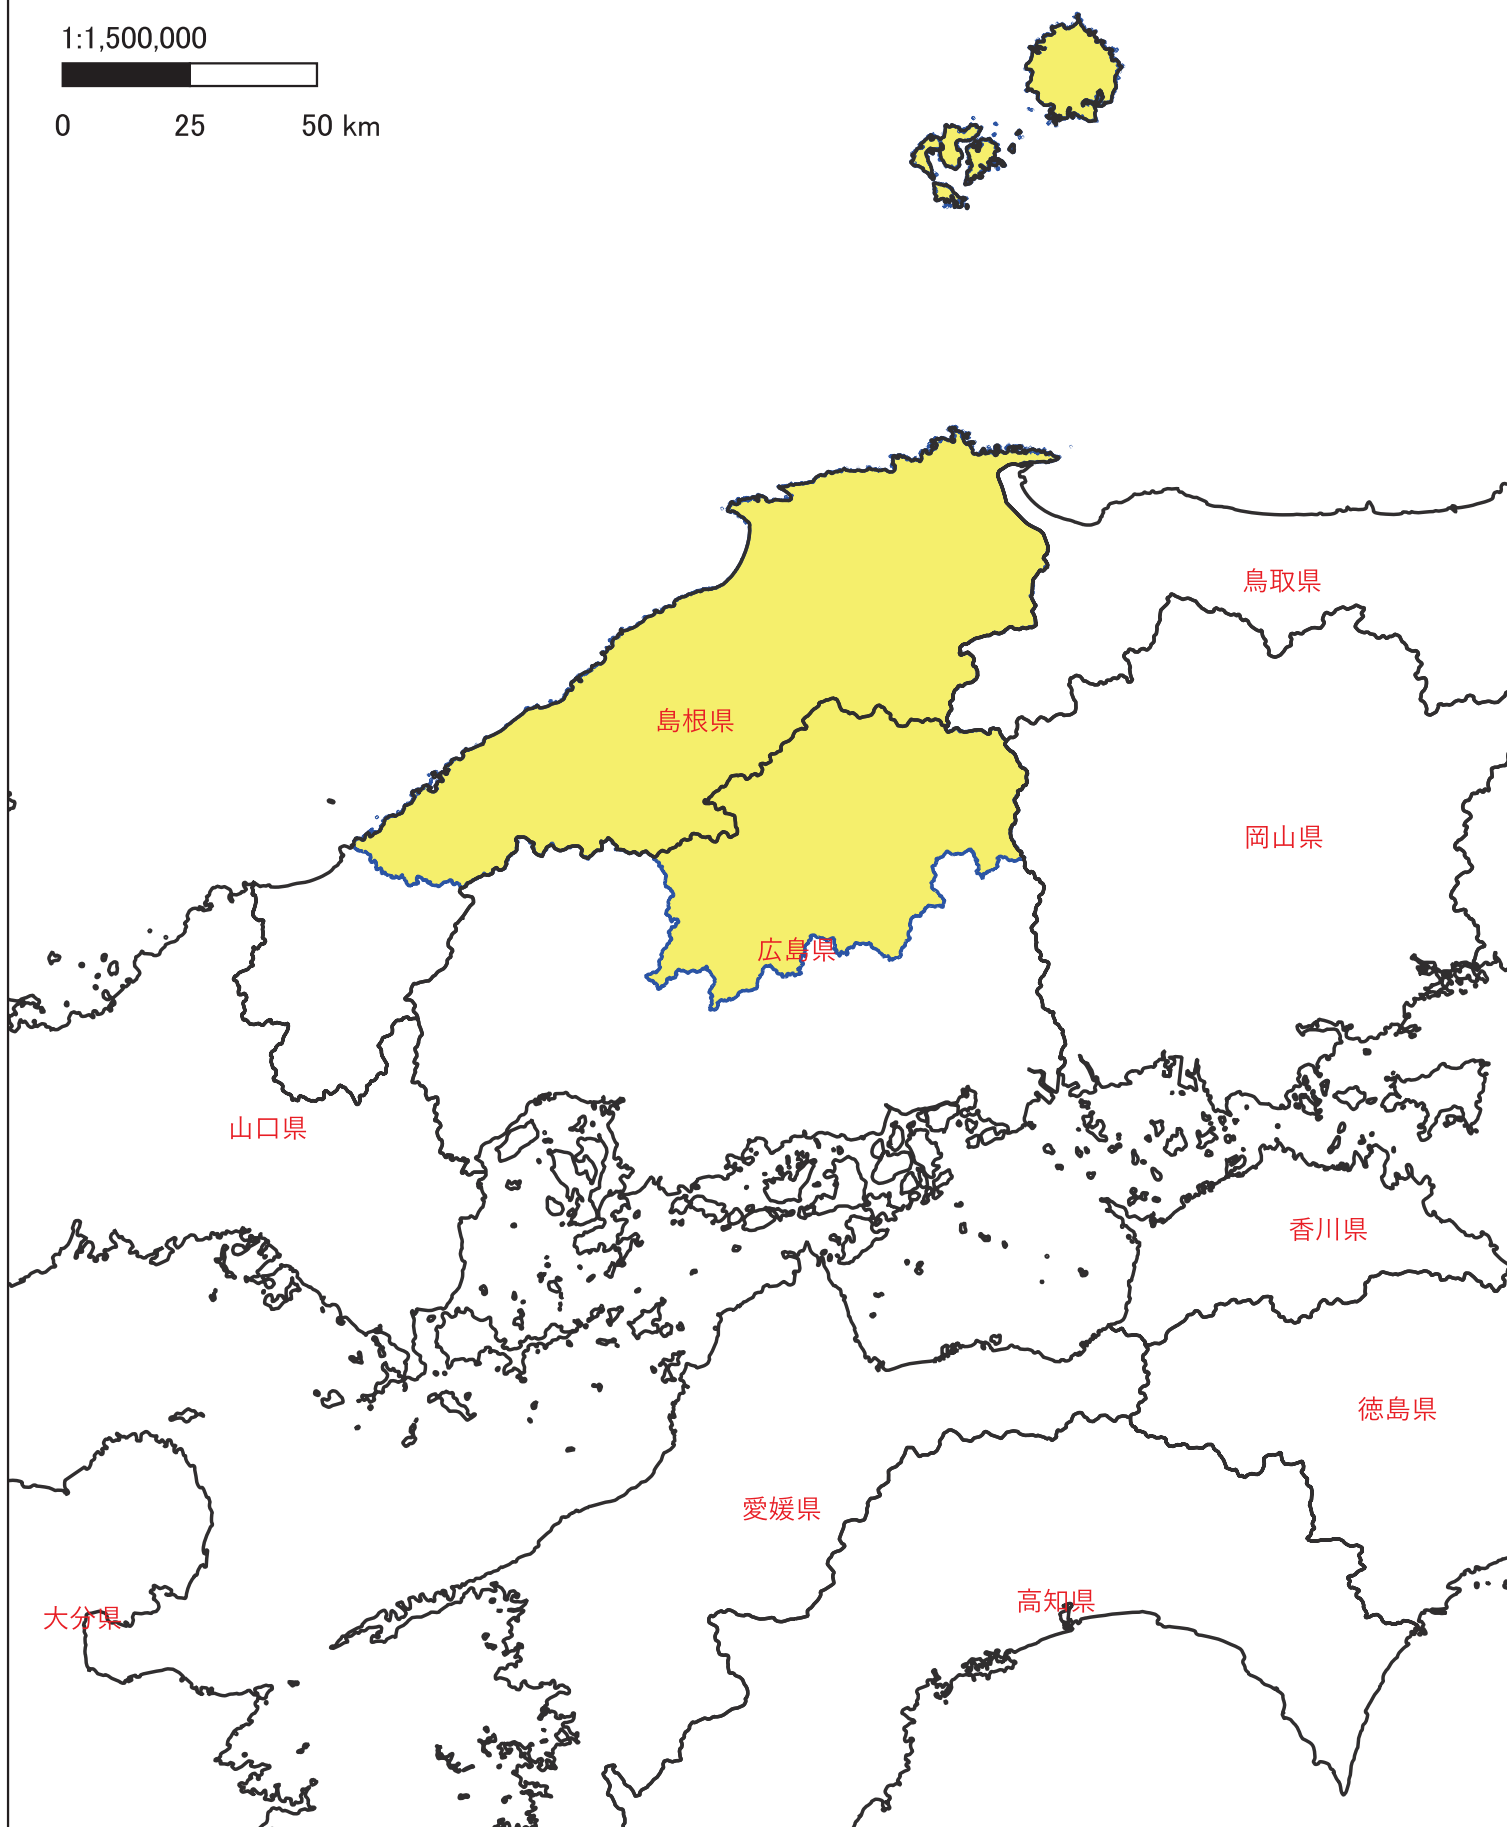 1:1,500,000
0 25 50 km
鳥取県
島根県
岡山県
広島県
山口県
香川県
徳島県
愛媛県
高知県
大分県